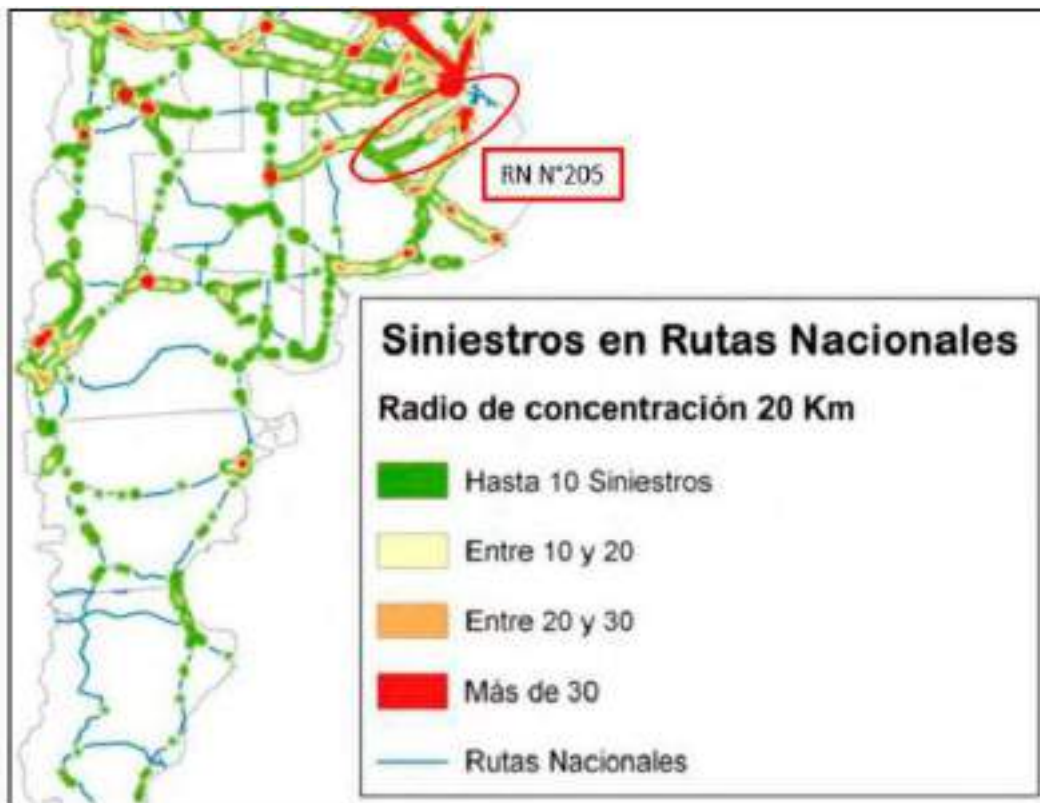 RN N°205
Siniestros en Rutas Nacionales
Radio de concentración 20 Km
Hasta 10 Siniestros
Entre 10 y 20
Entre 20 y 30
Más de 30
Rutas Nacionales